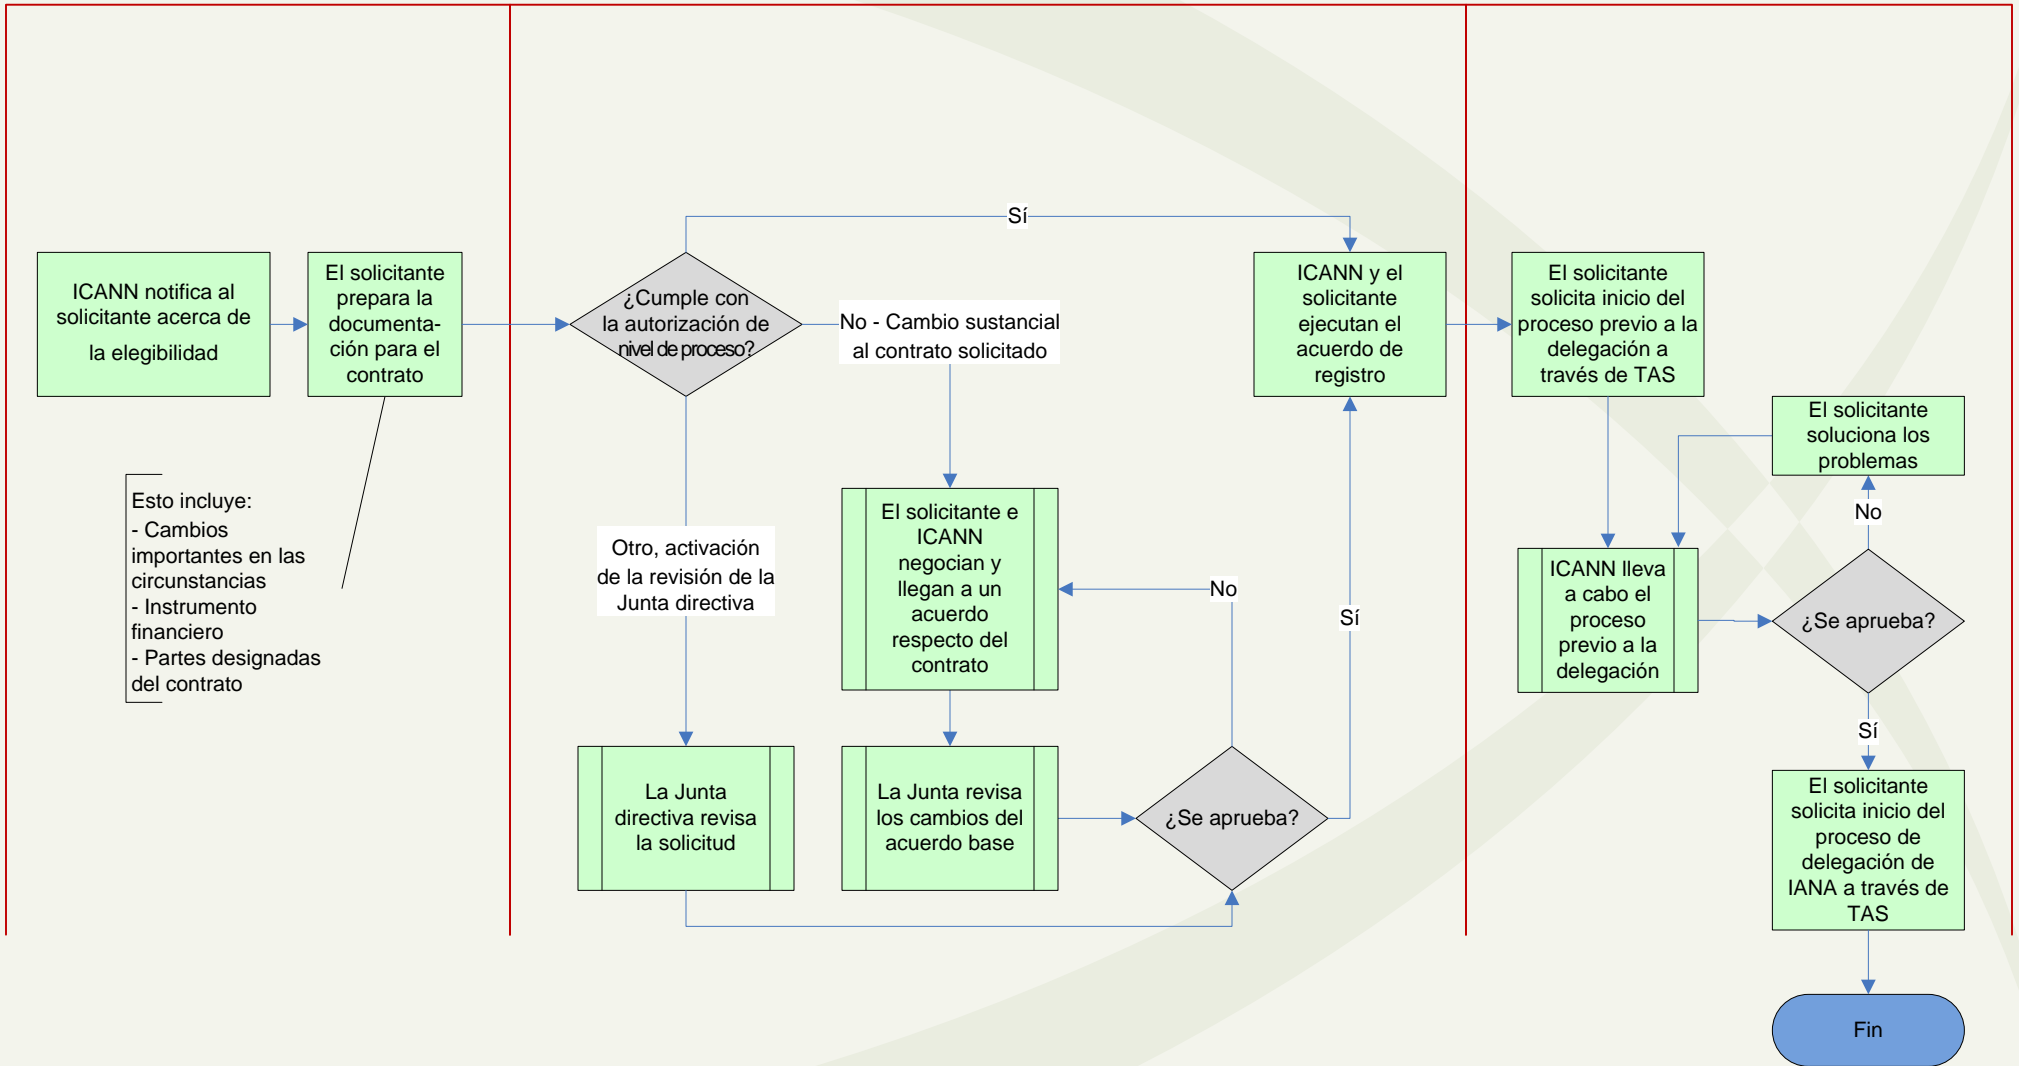 ICANN notifica al
solicitante acerca de
la elegibilidad
El solicitante
prepara la
documenta-
ción para el
contrato
Esto incluye:
- Cambios
importantes en las
circunstancias
- Instrumento
financiero
- Partes designadas
del contrato
¿Cumple con
la autorización de
nivel de proceso?
Sí
No - Cambio sustancial
al contrato solicitado
Otro, activación
de la revisión de la
Junta directiva
La Junta
directiva revisa
la solicitud
El solicitante e
ICANN
negocian y
llegan a un
acuerdo
respecto del
contrato
La Junta revisa
los cambios del
acuerdo base
¿Se aprueba?
No
Sí
ICANN y el
solicitante
ejecutan el
acuerdo de
registro
El solicitante
solicita inicio del
proceso previo a la
delegación a
través de TAS
ICANN lleva
a cabo el
proceso
previo a la
delegación
¿Se aprueba?
No
El solicitante
soluciona los
problemas
Sí
El solicitante
solicita inicio del
proceso de
delegación de
IANA a través de
TAS
Fin